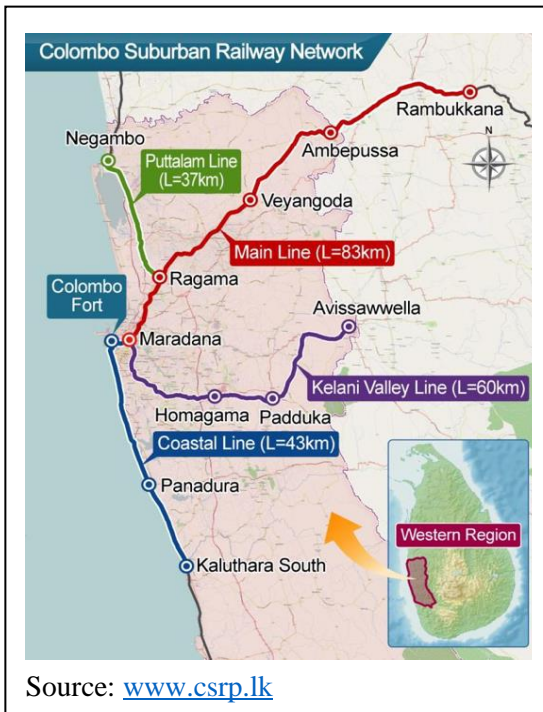 Colombo Suburban Railway Network
Rambukkana
N
Negambo
Ambepussa
Puttalam Line
(L=37km)
Veyangoda
Main Line (L=83km)
Ragama
Colombo
Fort
Avissawwella
Maradana
Kelani Valley Line (L=60km)
Homagama
Padduka
Coastal Line (L=43km)
Panadura
Western Region
Kaluthara South
Source: www.csrp.lk